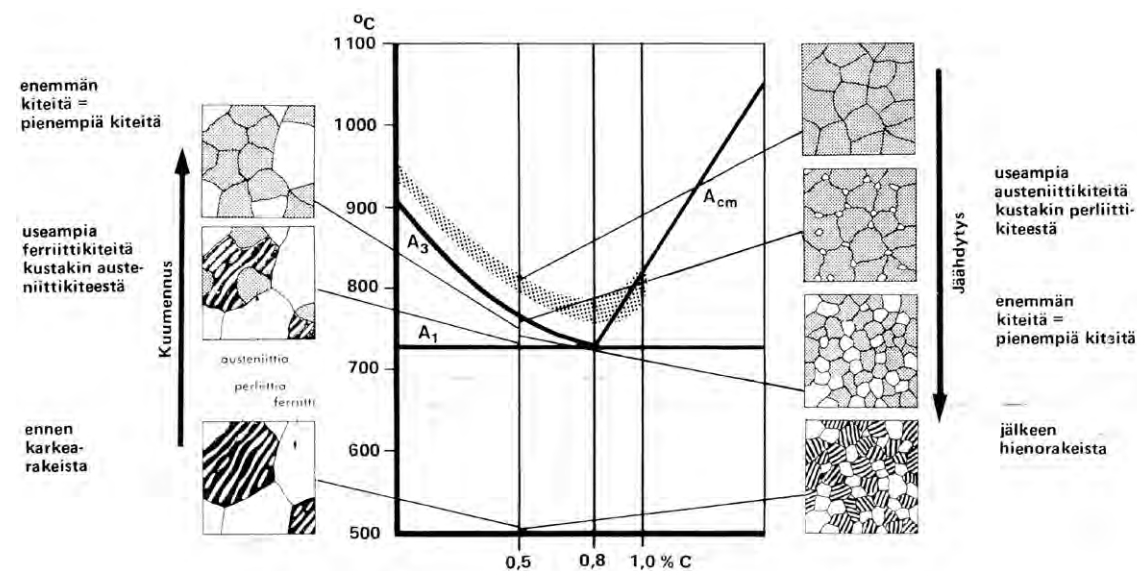 enemmän
kiteitä =
pienempiä kiteitä
useampia
ferriittikiteitä
kustakin auste-
niittikiteestä
ennen
karkea-
rakeista
Kuumennus
austeniittia
perliittia
ferriitti
°C
1100
1000
900
800
700
600
500
A3
A1
Acm
0,5
0,8
1,0 % C
Jäähdytys
useampia
austeniittikiteitä
kustakin perliitti-
kiteestä
enemmän
kiteitä =
pienempiä kiteitä
jälkeen
hienorakeista